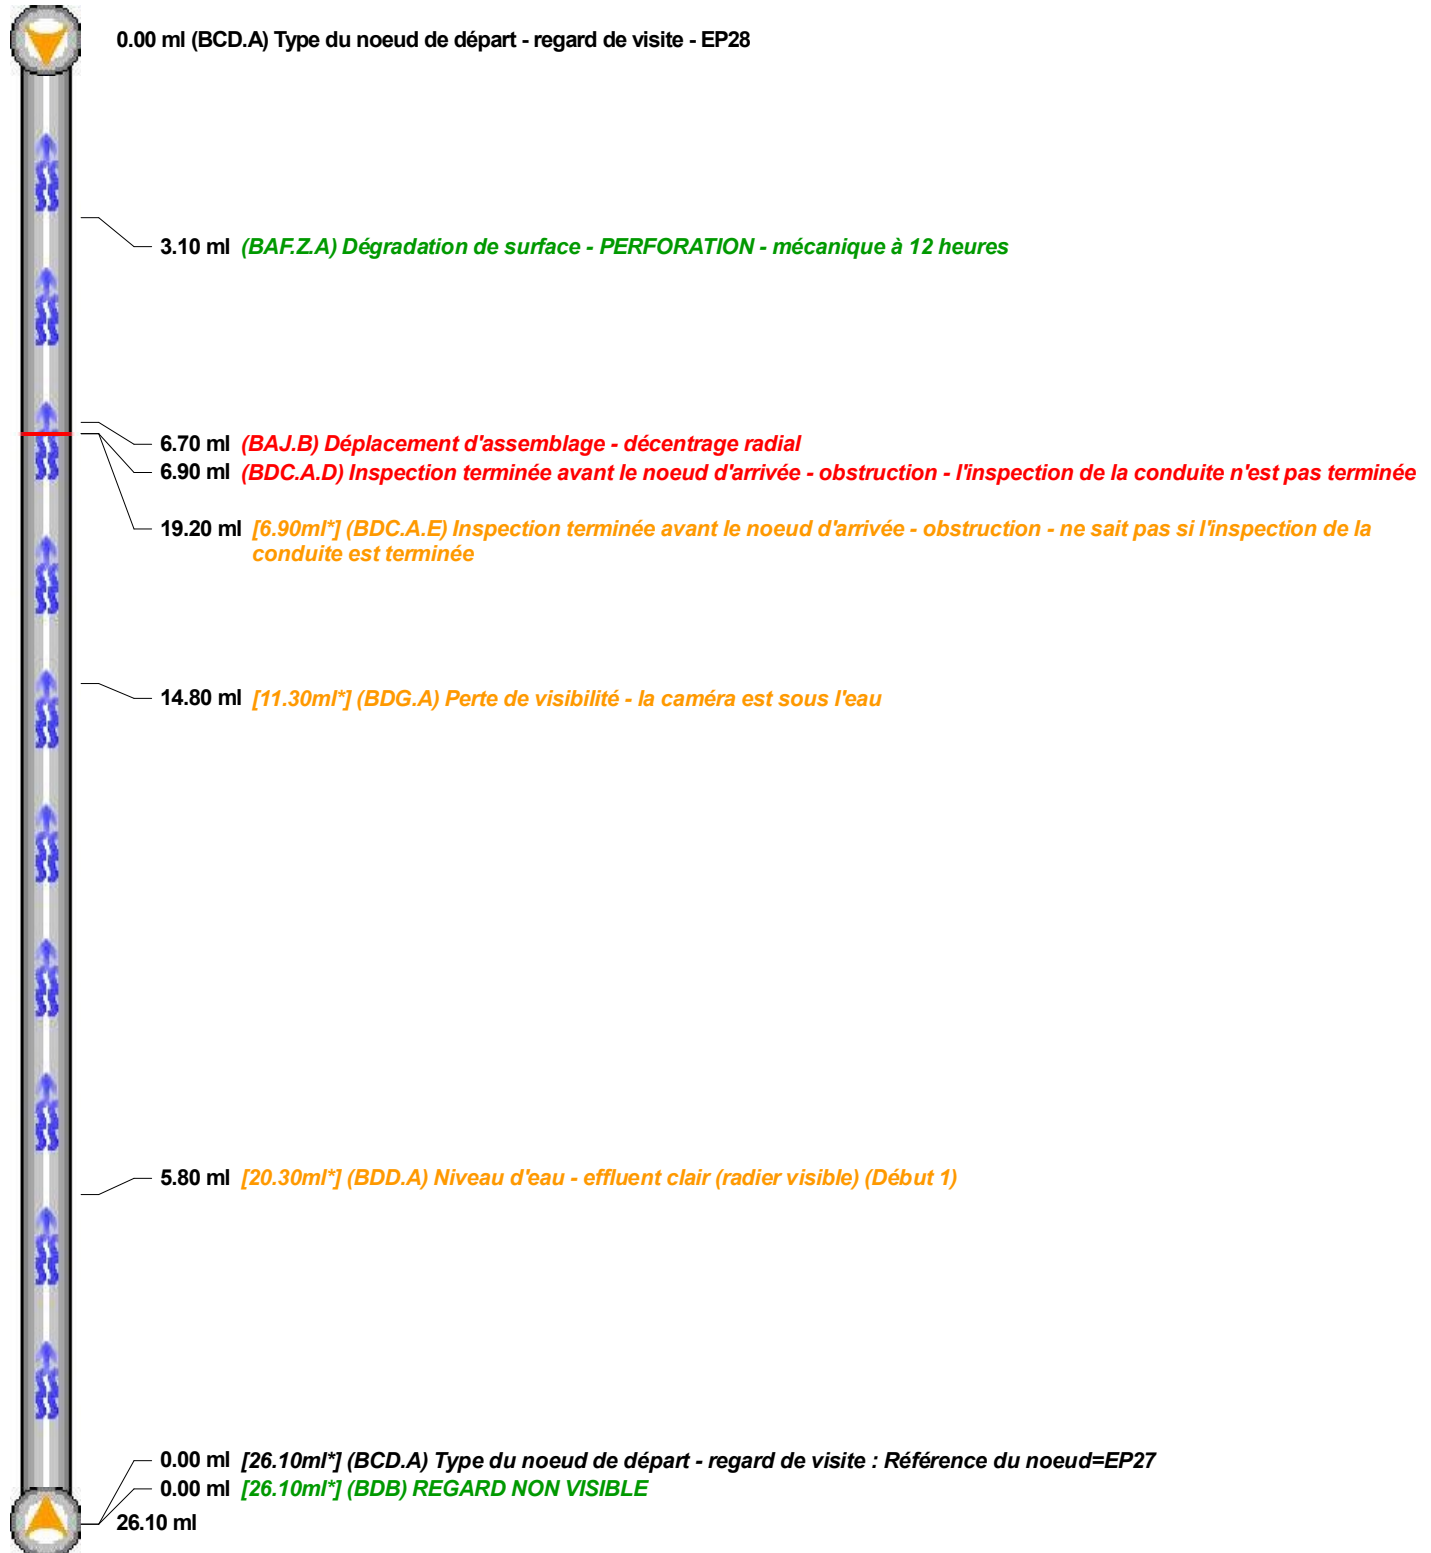 0.00 ml (BCD.A) Type du noeud de départ - regard de visite - EP28
3.10 ml (BAF.Z.A) Dégradation de surface - PERFORATION - mécanique à 12 heures
6.70 ml (BAJ.B) Déplacement d'assemblage - décentrage radial
6.90 ml (BDC.A.D) Inspection terminée avant le noeud d'arrivée - obstruction - l'inspection de la conduite n'est pas terminée
19.20 ml [6.90ml*] (BDC.A.E) Inspection terminée avant le noeud d'arrivée - obstruction - ne sait pas si l'inspection de la
conduite est terminée
14.80 ml [11.30ml*] (BDG.A) Perte de visibilité - la caméra est sous l'eau
5.80 ml [20.30ml*] (BDD.A) Niveau d'eau - effluent clair (radier visible) (Début 1)
0.00 ml [26.10ml*] (BCD.A) Type du noeud de départ - regard de visite : Référence du noeud=EP27
0.00 ml [26.10ml*] (BDB) REGARD NON VISIBLE
26.10 ml